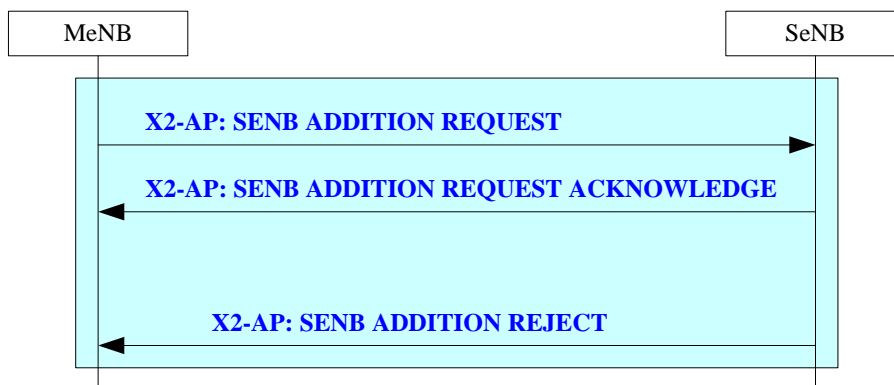 MeNB
SeNB
X2-AP: SENB ADDITION REQUEST
X2-AP: SENB ADDITION REQUEST ACKNOWLEDGE
X2-AP: SENB ADDITION REJECT